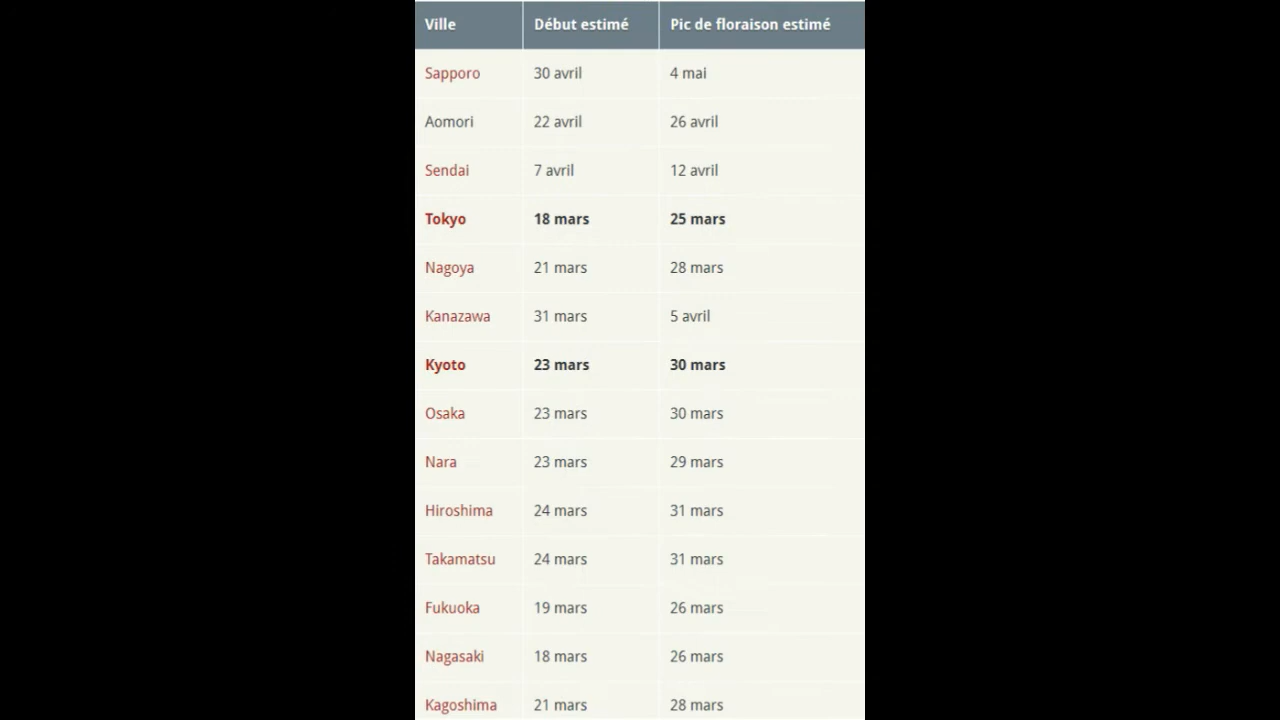 Ville Début estimé Pic de floraison estimé
Sapporo 30 avril 4 mai
Aomori 22 avril 26 avril
Sendai 7 avril 12 avril
Tokyo 18 mars 25 mars
Nagoya 21 mars 28 mars
Kanazawa 31 mars 5 avril
Kyoto 23 mars 30 mars
Osaka 23 mars 30 mars
Nara 23 mars 29 mars
Hiroshima 24 mars 31 mars
Takamatsu 24 mars 31 mars
Fukuoka 19 mars 26 mars
Nagasaki 18 mars 26 mars
Kagoshima 21 mars 28 mars